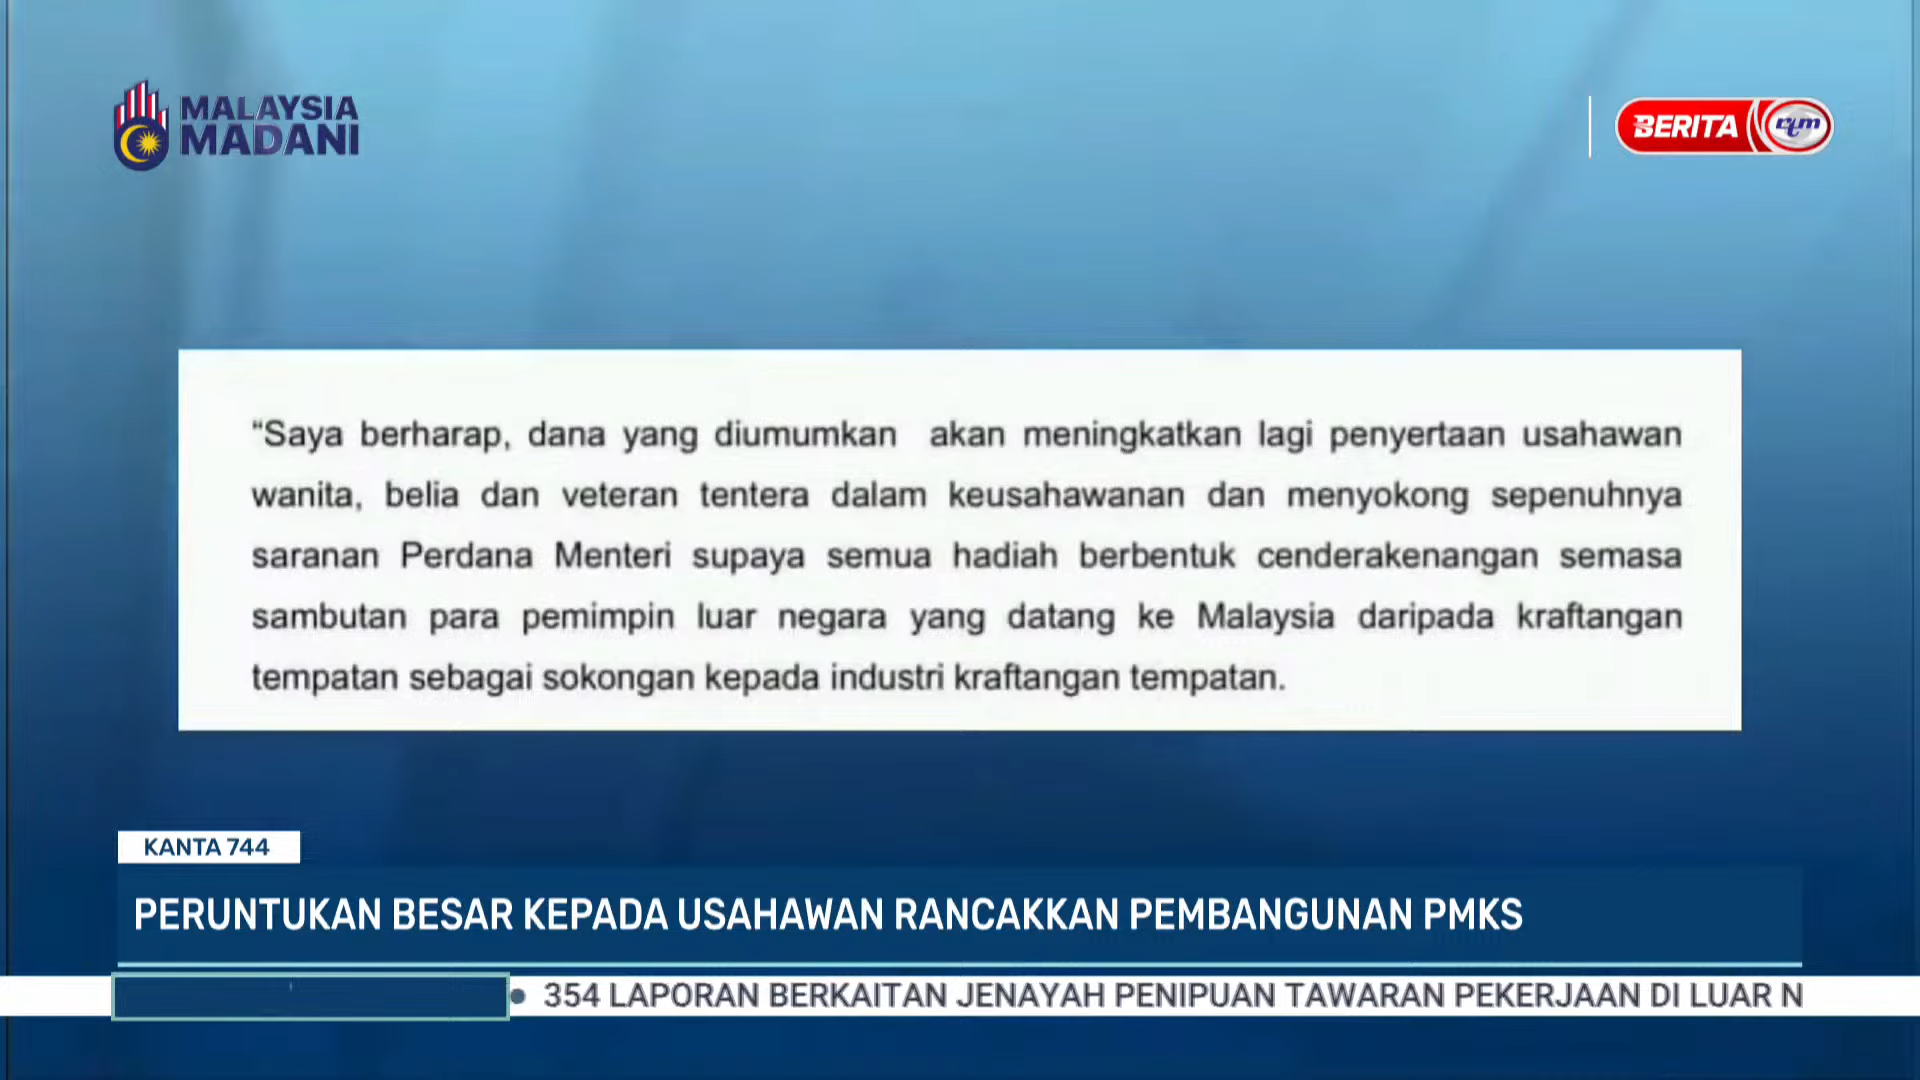 MALAYSIA
MADANI
BERITA rtm
“Saya berharap, dana yang diumumkan akan meningkatkan lagi penyertaan usahawan
wanita, belia dan veteran tentera dalam keusahawanan dan menyokong sepenuhnya
saranan Perdana Menteri supaya semua hadiah berbentuk cenderakenangan semasa
sambutan para pemimpin luar negara yang datang ke Malaysia daripada kraftangan
tempatan sebagai sokongan kepada industri kraftangan tempatan.
KANTA 744
PERUNTUKAN BESAR KEPADA USAHAWAN RANCAKKAN PEMBANGUNAN PMKS
• 354 LAPORAN BERKAITAN JENAYAH PENIPUAN TAWARAN PEKERJAAN DI LUAR N